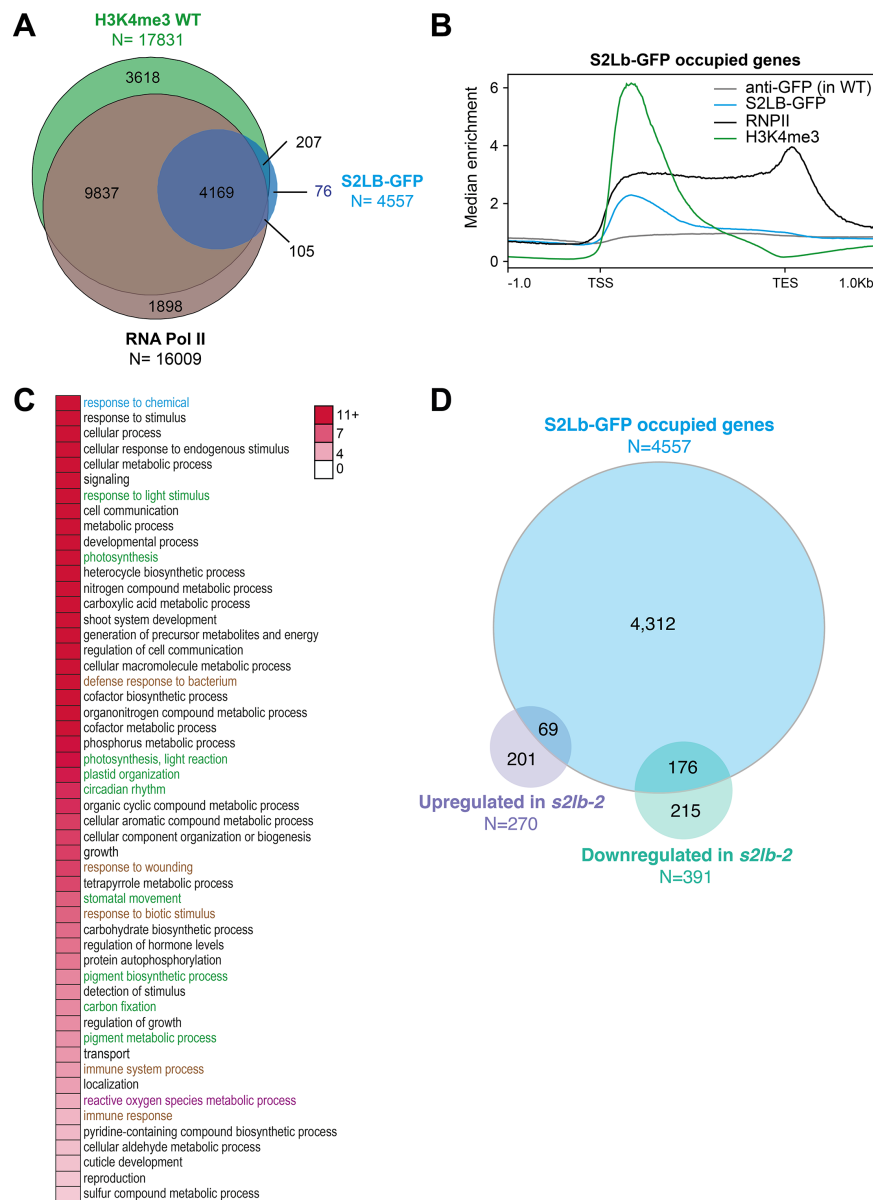 A
H3K4me3 WT
N= 17831
3618
207
9837
4169
76
S2LB-GFP
N= 4557
105
1898
RNA Pol II
N= 16009
B
S2Lb-GFP occupied genes
Median enrichment
6
4
2
0
anti-GFP (in WT)
S2LB-GFP
RNPII
H3K4me3
-1.0
TSS
TES
1.0Kb
C
response to chemical
response to stimulus
cellular process
cellular response to endogenous stimulus
cellular metabolic process
signaling
response to light stimulus
cell communication
metabolic process
developmental process
photosynthesis
heterocycle biosynthetic process
nitrogen compound metabolic process
carboxylic acid metabolic process
shoot system development
generation of precursor metabolites and energy
regulation of cell communication
cellular macromolecule metabolic process
defense response to bacterium
cofactor biosynthetic process
organonitrogen compound metabolic process
cofactor metabolic process
phosphorus metabolic process
photosynthesis, light reaction
plastid organization
circadian rhythm
organic cyclic compound metabolic process
cellular aromatic compound metabolic process
cellular component organization or biogenesis
growth
response to wounding
tetrapyrrole metabolic process
stomatal movement
response to biotic stimulus
carbohydrate biosynthetic process
regulation of hormone levels
protein autophosphorylation
pigment biosynthetic process
detection of stimulus
carbon fixation
regulation of growth
pigment metabolic process
transport
immune system process
localization
reactive oxygen species metabolic process
immune response
pyridine-containing compound biosynthetic process
cellular aldehyde metabolic process
cuticle development
reproduction
sulfur compound metabolic process
11+
7
4
0
D
S2Lb-GFP occupied genes
N=4557
4,312
69
201
176
215
Upregulated in s2lb-2
N=270
Downregulated in s2lb-2
N=391